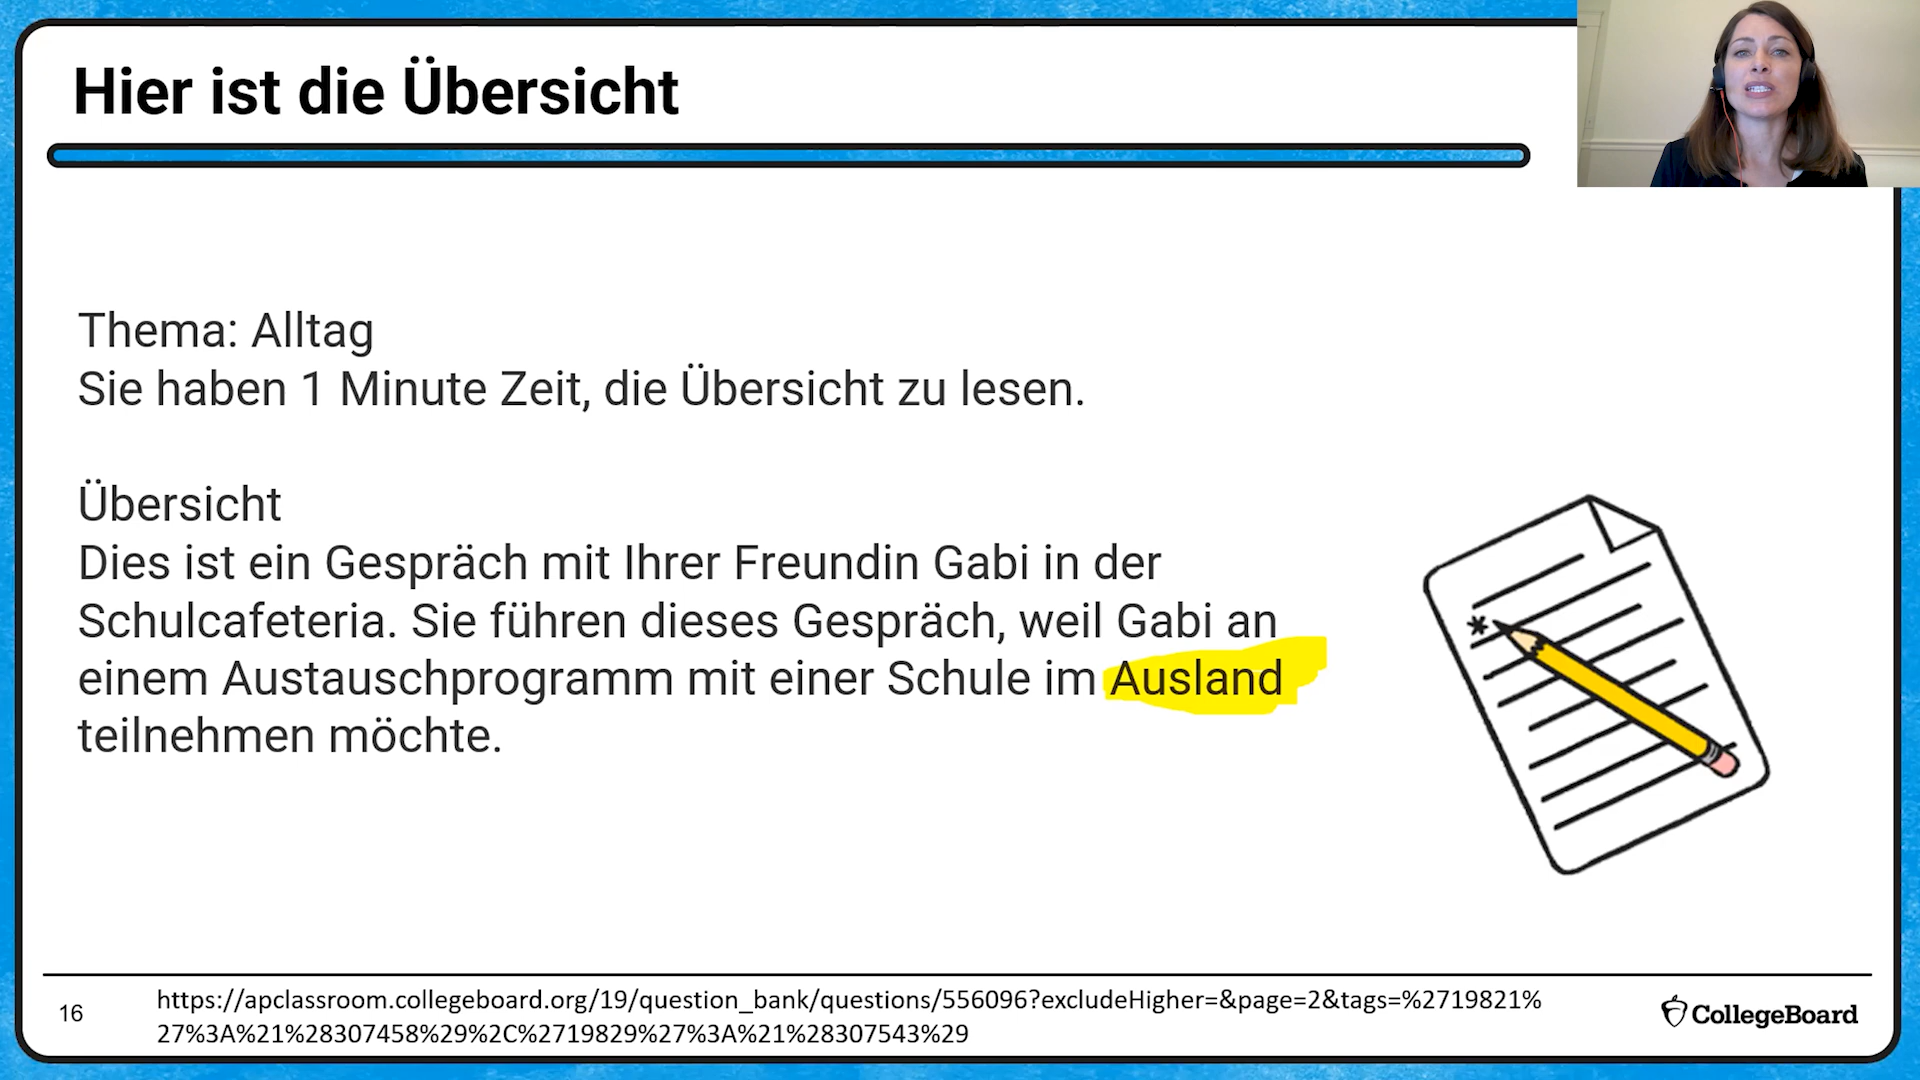 Hier ist die Übersicht
Thema: Alltag
Sie haben 1 Minute Zeit, die Übersicht zu lesen.
Übersicht
Dies ist ein Gespräch mit Ihrer Freundin Gabi in der
Schulcafeteria. Sie führen dieses Gespräch, weil Gabi an
einem Austauschprogramm mit einer Schule im Ausland
teilnehmen möchte.
*
16
https://apclassroom.collegeboard.org/19/question_bank/questions/556096?excludeHigher=&page=2&tags=%2719821%
27%3A%21%28307458%29%2C%2719829%27%3A%21%28307543%29
CollegeBoard